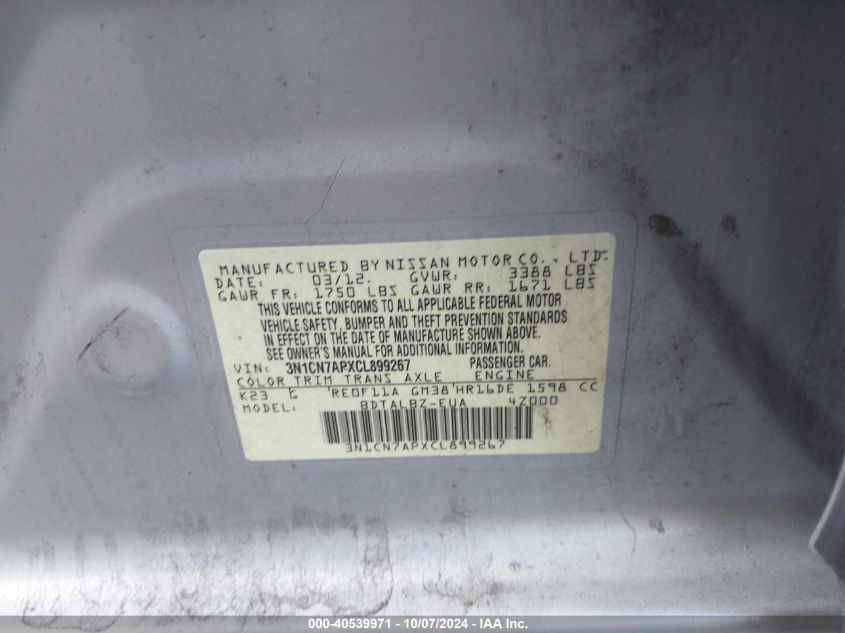 MANUFACTURED BY NISSAN MOTOR CO., LTD.
DATE: 03/12. GVWR: 3388 LBS
GAWR FR: 1750 LBS GAWR RR: 1671 LBS
THIS VEHICLE CONFORMS TO ALL APPLICABLE FEDERAL MOTOR
VEHICLE SAFETY, BUMPER AND THEFT PREVENTION STANDARDS
IN EFFECT ON THE DATE OF MANUFACTURE SHOWN ABOVE.
SEE OWNER'S MANUAL FOR ADDITIONAL INFORMATION.
VIN: 3N1CN7APXCL899267 PASSENGER CAR.
COLOR TRIM TRANS AXLE ENGINE
K23 G RE0F11A GM38 HR16DE 1598 CC
MODEL: BDTALBZ-EUA 4Z000
3N1CN7APXCL899267
000-40539971 - 10/07/2024 - IAA Inc.